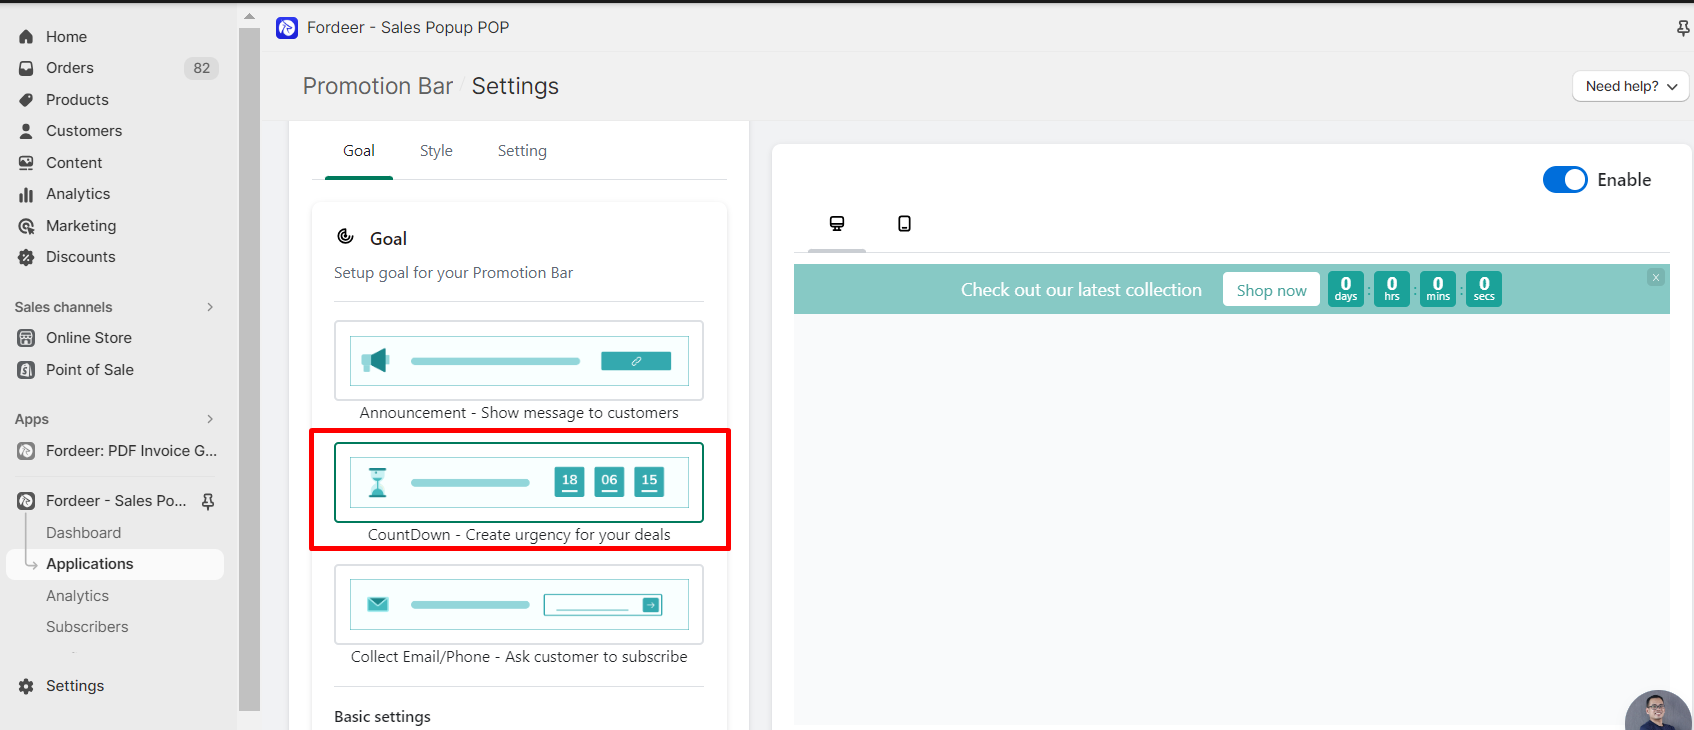 Home
Orders
82
Products
Customers
Content
Analytics
Marketing
Discounts
Sales channels
Online Store
Point of Sale
Apps
Fordeer: PDF Invoice G...
Fordeer - Sales Po...
Dashboard
Applications
Analytics
Subscribers
Settings
Fordeer - Sales Popup POP
Promotion Bar / Settings
Need help?
Goal Style Setting
Goal
Setup goal for your Promotion Bar
Announcement - Show message to customers
18 06 15
CountDown - Create urgency for your deals
Collect Email/Phone - Ask customer to subscribe
Basic settings
Enable
Check out our latest collection
Shop now
0 : 0 : 0 : 0
days hrs mins secs
x